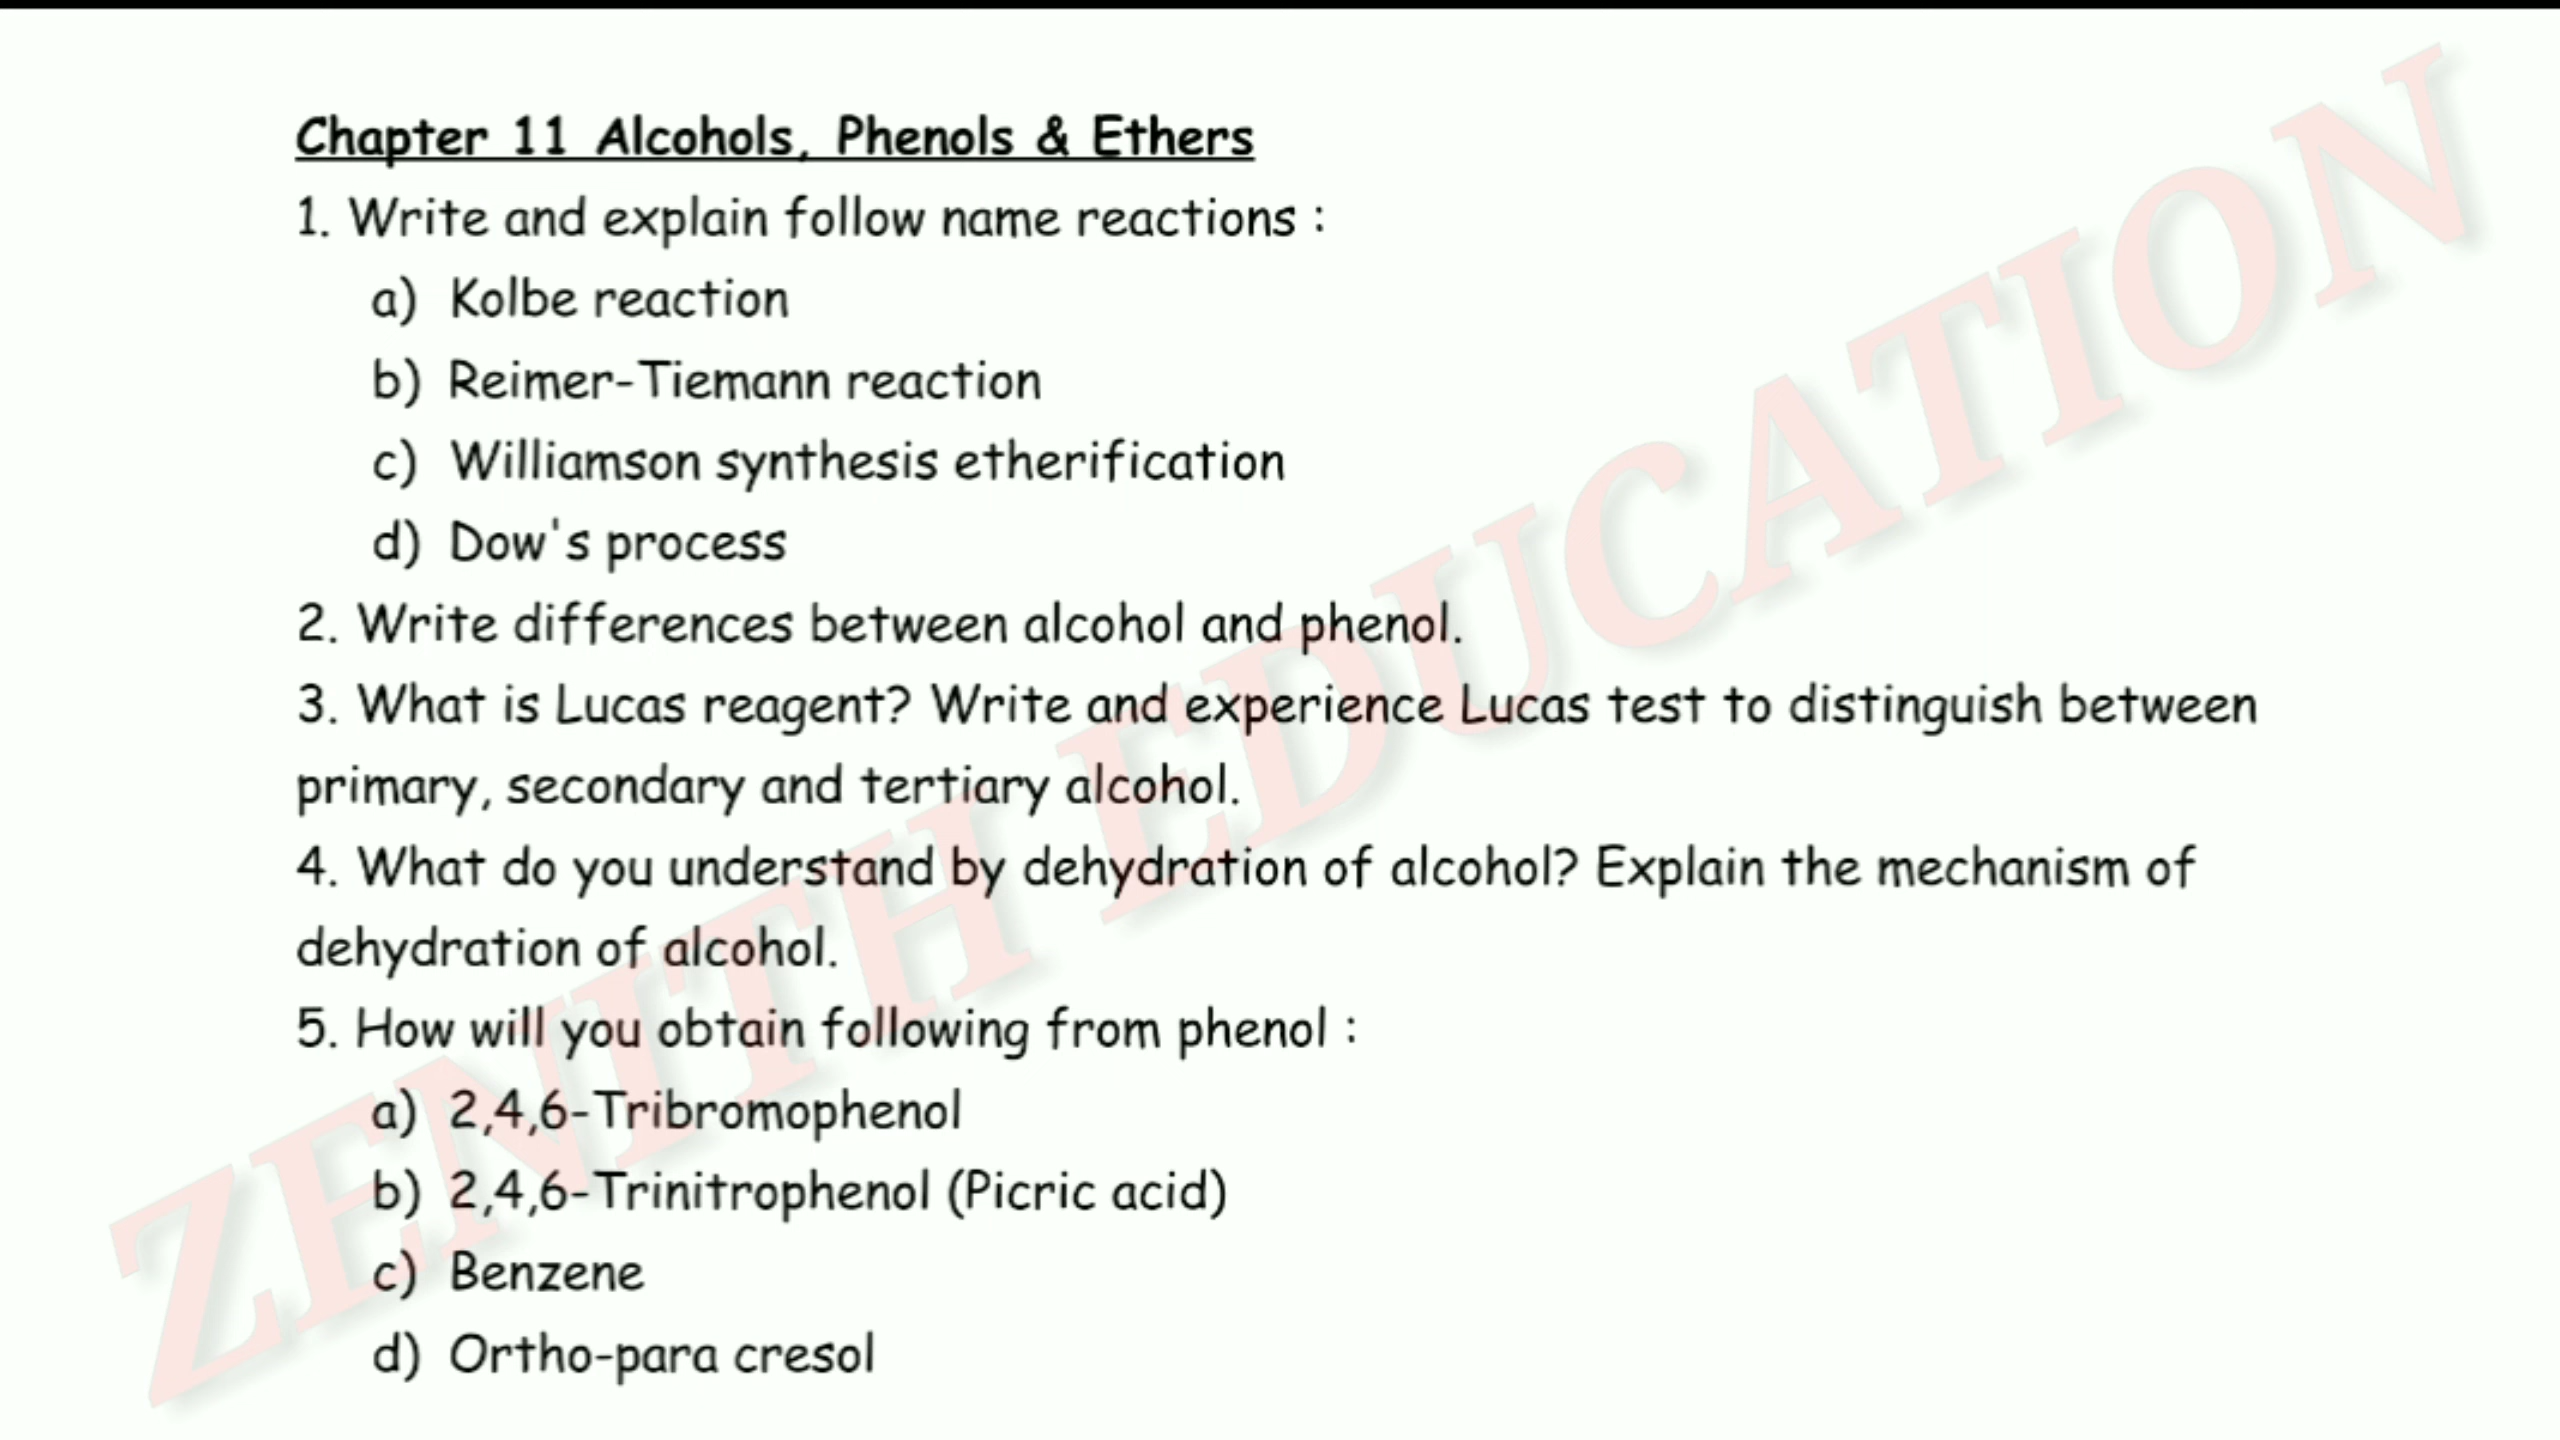 Chapter 11 Alcohols, Phenols & Ethers
1. Write and explain follow name reactions :
a) Kolbe reaction
b) Reimer-Tiemann reaction
c) Williamson synthesis etherification
d) Dow's process
2. Write differences between alcohol and phenol.
3. What is Lucas reagent? Write and experience Lucas test to distinguish between
primary, secondary and tertiary alcohol.
4. What do you understand by dehydration of alcohol? Explain the mechanism of
dehydration of alcohol.
5. How will you obtain following from phenol :
a) 2,4,6-Tribromophenol
b) 2,4,6-Trinitrophenol (Picric acid)
c) Benzene
d) Ortho-para cresol
ZENITH EDUCATION